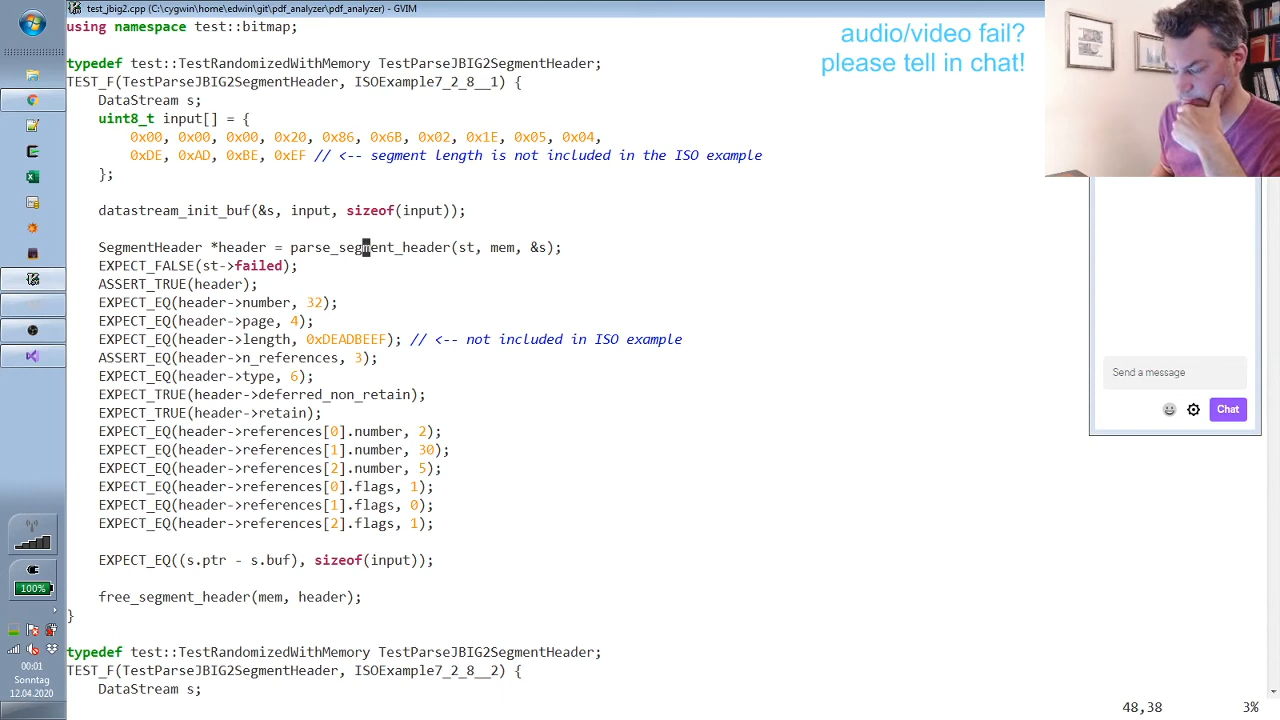 test_jbig2.cpp (C:\cygwin\home\edwin\git\pdf_analyzer\pdf_analyzer) - GVIM
using namespace test::bitmap;
audio/video fail?
please tell in chat!
typedef test::TestRandomizedWithMemory TestParseJBIG2SegmentHeader;
TEST_F(TestParseJBIG2SegmentHeader, ISOExample7_2_8__1) {
    DataStream s;
    uint8_t input[] = {
        0x00, 0x00, 0x00, 0x20, 0x86, 0x6B, 0x02, 0x1E, 0x05, 0x04,
        0xDE, 0xAD, 0xBE, 0xEF // <-- segment length is not included in the ISO example
    };
    datastream_init_buf(&s, input, sizeof(input));
    SegmentHeader *header = parse_segment_header(st, mem, &s);
    EXPECT_FALSE(st->failed);
    ASSERT_TRUE(header);
    EXPECT_EQ(header->number, 32);
    EXPECT_EQ(header->page, 4);
    EXPECT_EQ(header->length, 0xDEADBEEF); // <-- not included in ISO example
    ASSERT_EQ(header->n_references, 3);
    EXPECT_EQ(header->type, 6);
    EXPECT_TRUE(header->deferred_non_retain);
    EXPECT_TRUE(header->retain);
    EXPECT_EQ(header->references[0].number, 2);
    EXPECT_EQ(header->references[1].number, 30);
    EXPECT_EQ(header->references[2].number, 5);
    EXPECT_EQ(header->references[0].flags, 1);
    EXPECT_EQ(header->references[1].flags, 0);
    EXPECT_EQ(header->references[2].flags, 1);
    EXPECT_EQ((s.ptr - s.buf), sizeof(input));
    free_segment_header(mem, header);
}
typedef test::TestRandomizedWithMemory TestParseJBIG2SegmentHeader;
TEST_F(TestParseJBIG2SegmentHeader, ISOExample7_2_8__2) {
    DataStream s;
48,38 3%
Send a message
Chat
100%
00:01
Sonntag
12.04.2020